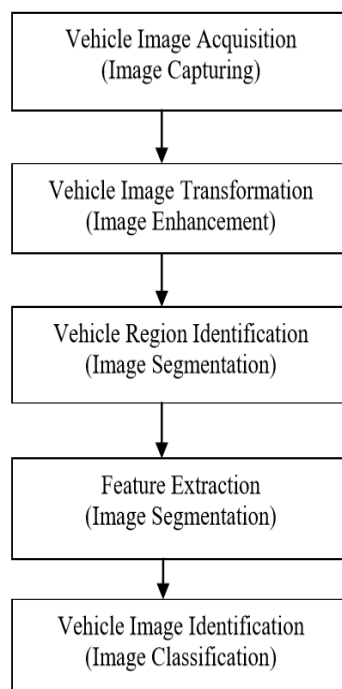 Vehicle Image Acquisition
(Image Capturing)
Vehicle Image Transformation
(Image Enhancement)
Vehicle Region Identification
(Image Segmentation)
Feature Extraction
(Image Segmentation)
Vehicle Image Identification
(Image Classification)